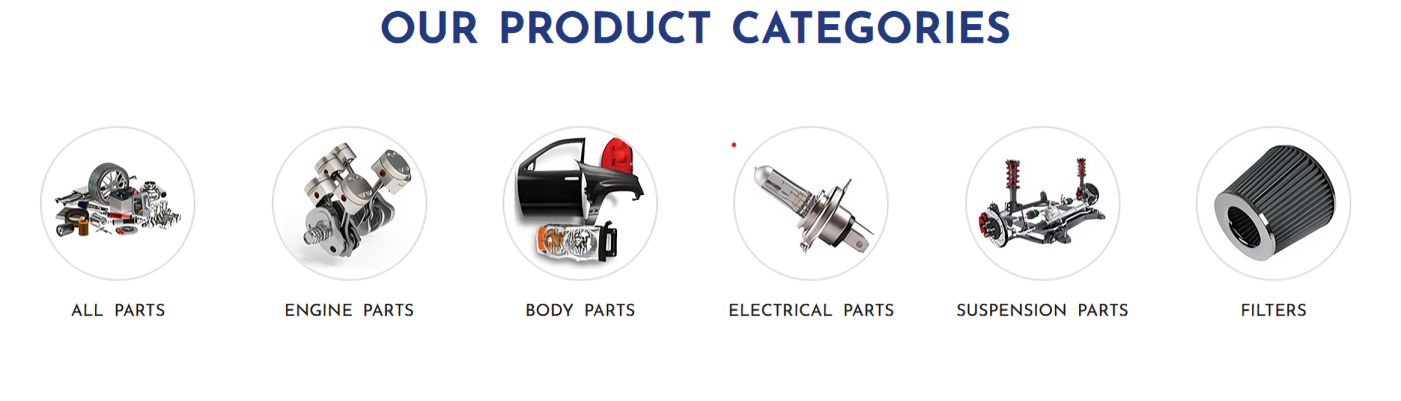 OUR PRODUCT CATEGORIES
ALL PARTS
ENGINE PARTS
BODY PARTS
ELECTRICAL PARTS
SUSPENSION PARTS
FILTERS